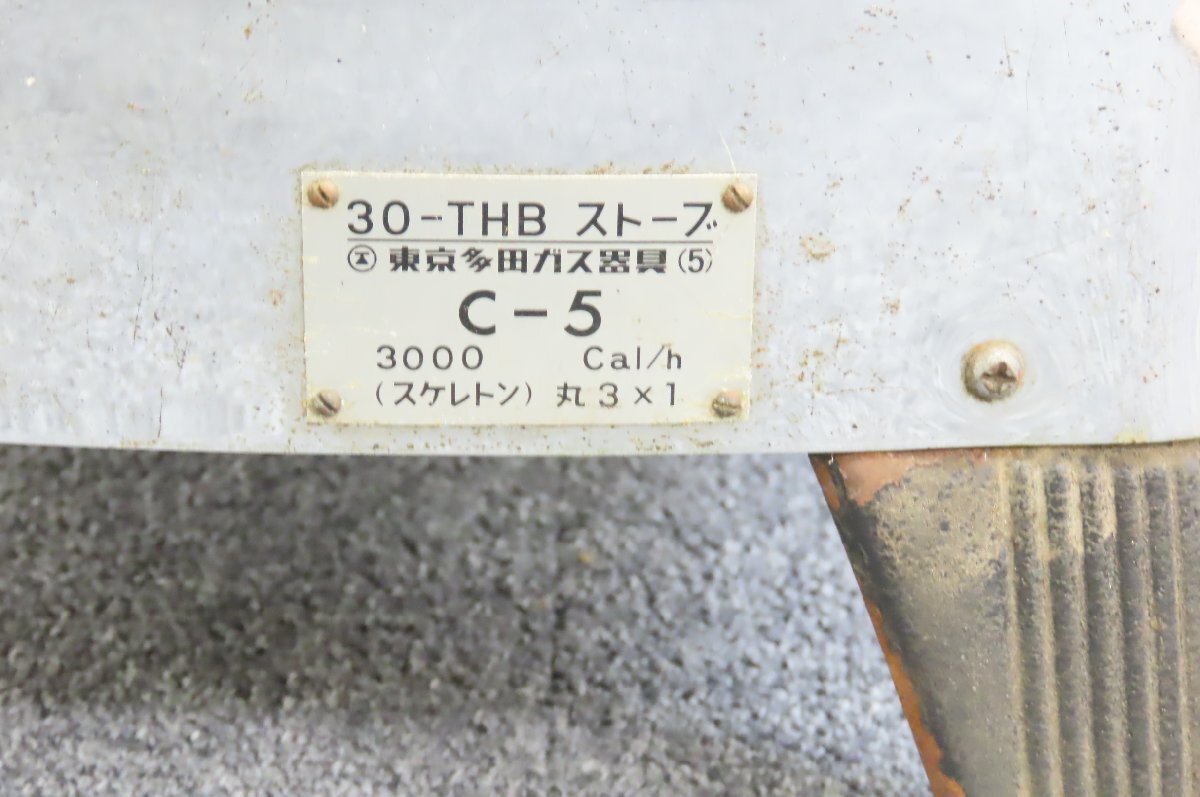 30-THB ストーブ
㋓ 東京多田ガス器具(5)
C-5
3000 Cal/h
(スケレトン) 丸3×1